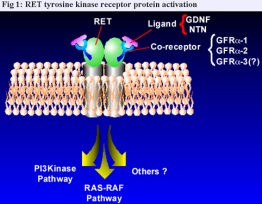 Fig 1: RET tyrosine kinase receptor protein activation
RET
Ligand
GDNF
NTN
Co-receptor
GFRα-1
GFRα-2
GFRα-3(?)
PI3Kinase
Pathway
Others ?
RAS-RAF
Pathway